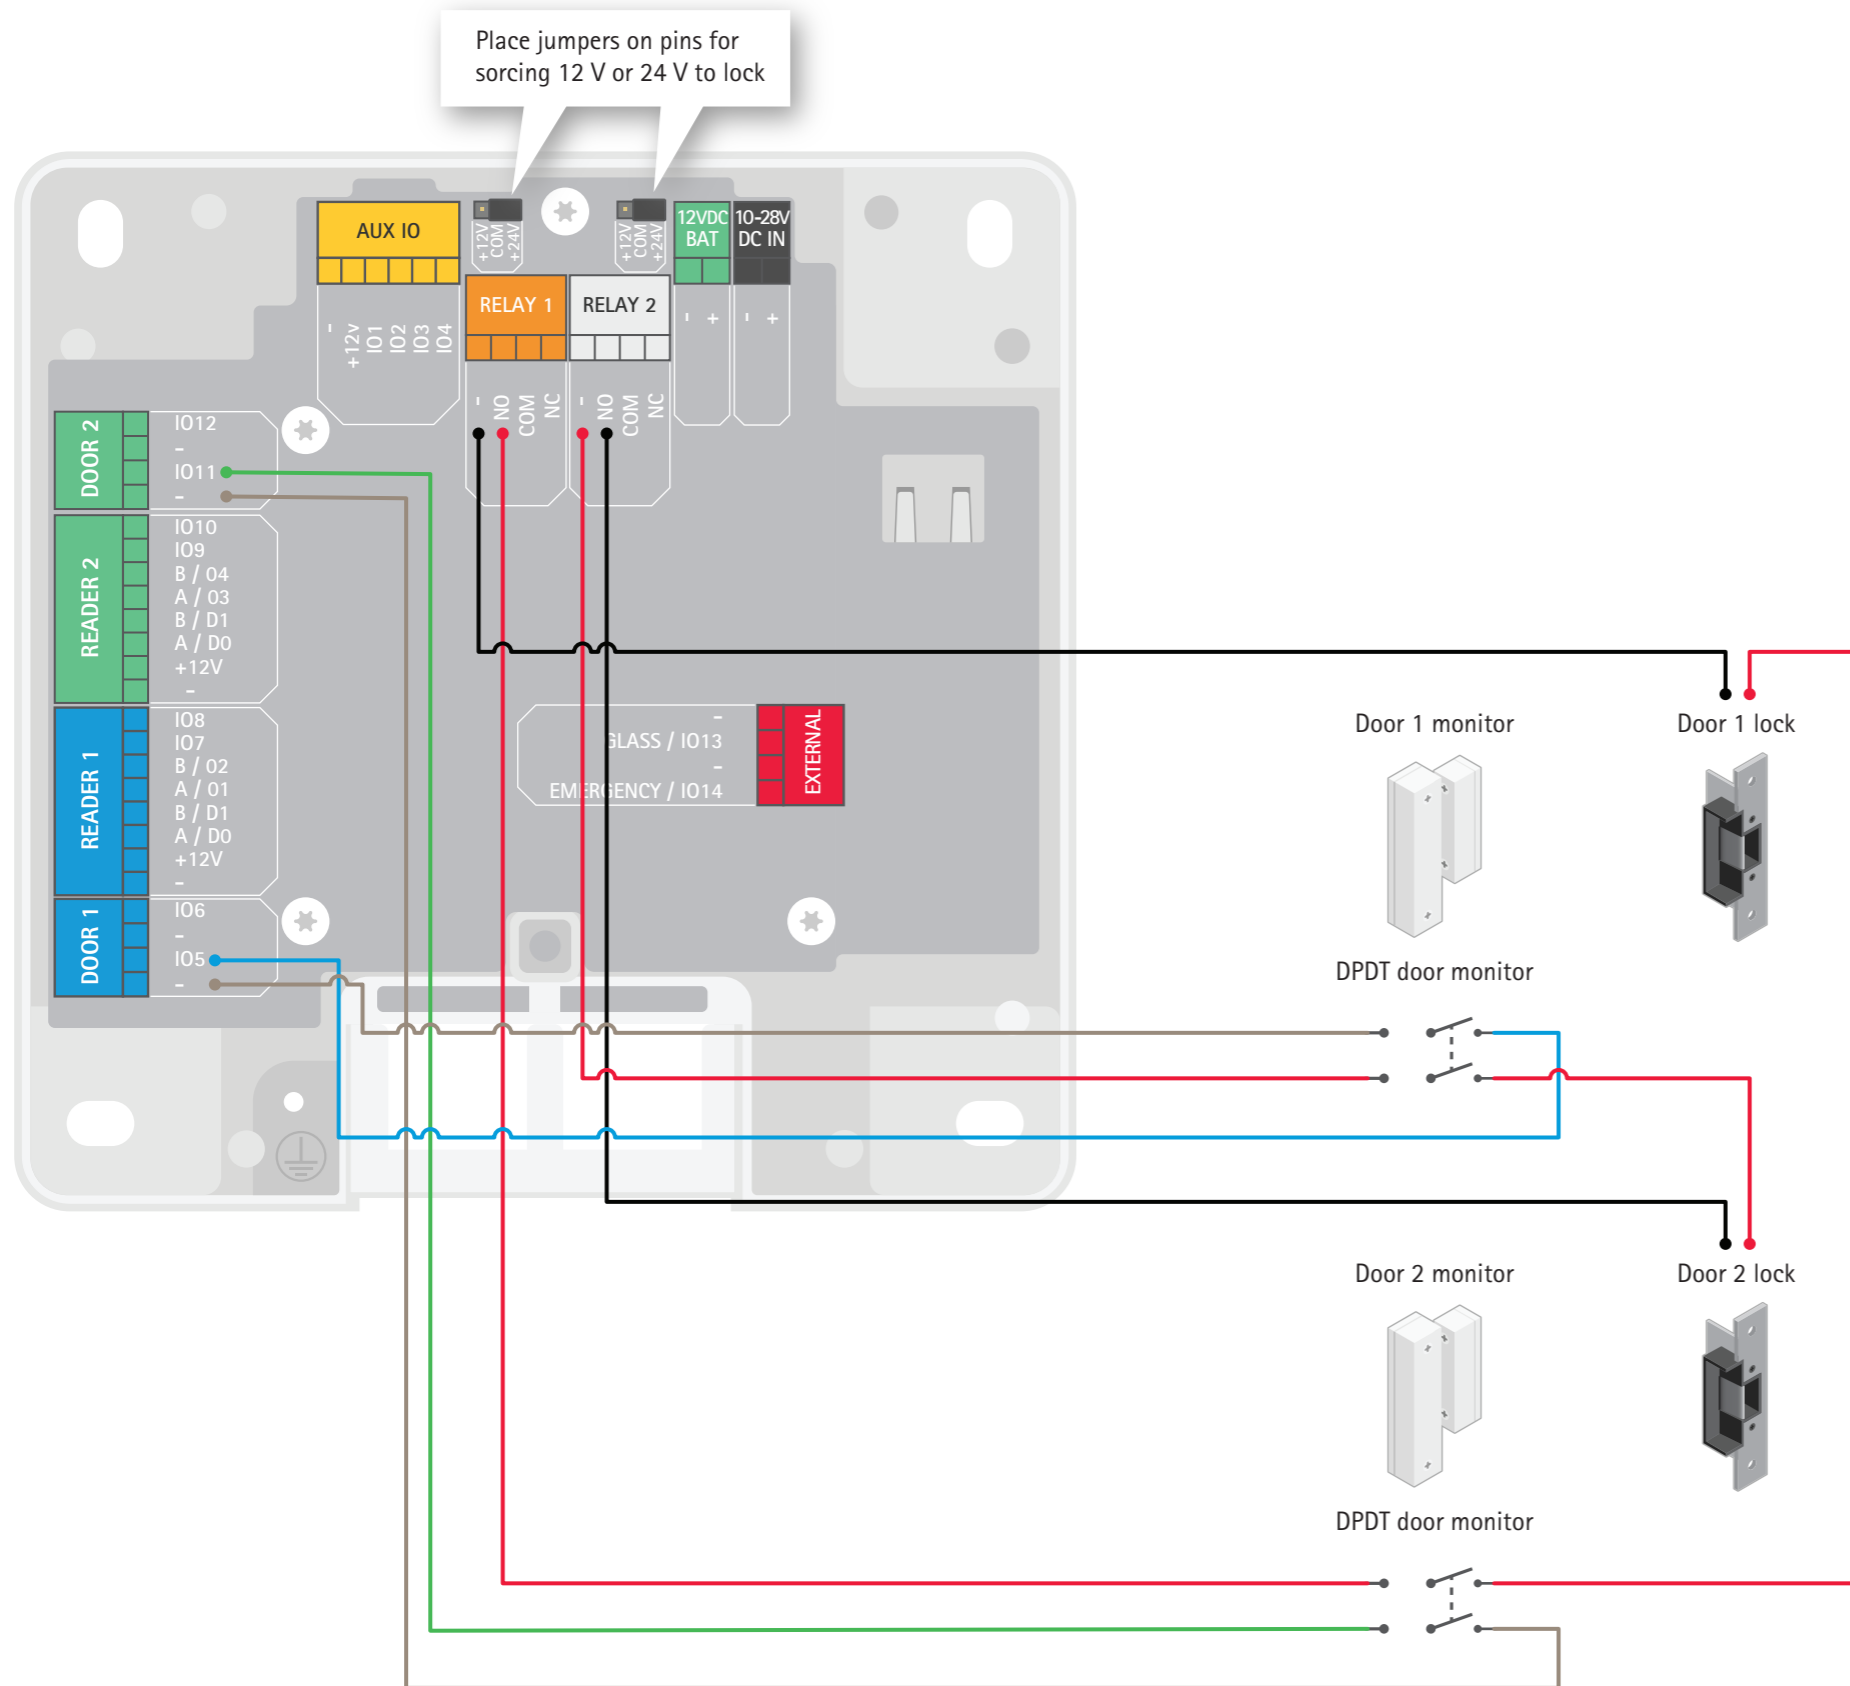 Place jumpers on pins for
sorcing 12 V or 24 V to lock
AUX IO
-
+12v
IO1
IO2
IO3
IO4
+12V
COM
+24V
RELAY 1
-
NO
COM
NC
+12V
COM
+24V
RELAY 2
-
NO
COM
NC
12VDC
BAT
- +
10-28V
DC IN
- +
DOOR 2
IO12
-
IO11
-
READER 2
IO10
IO9
B / O4
A / O3
B / D1
A / D0
+12V
-
READER 1
IO8
IO7
B / O2
A / O1
B / D1
A / D0
+12V
-
DOOR 1
IO6
-
IO5
-
-
GLASS / IO13
-
EMERGENCY / IO14
EXTERNAL
Door 1 monitor
Door 1 lock
DPDT door monitor
Door 2 monitor
Door 2 lock
DPDT door monitor